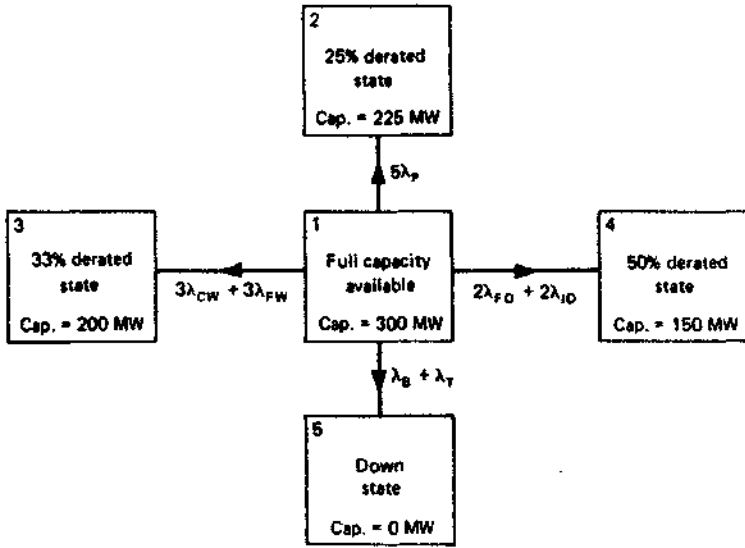 2
25% derated
state
Cap. = 225 MW
5λP
3
33% derated
state
Cap. = 200 MW
3λCW + 3λFW
1
Full capacity
available
Cap. = 300 MW
2λFD + 2λID
4
50% derated
state
Cap. = 150 MW
λB + λT
5
Down
state
Cap. = 0 MW